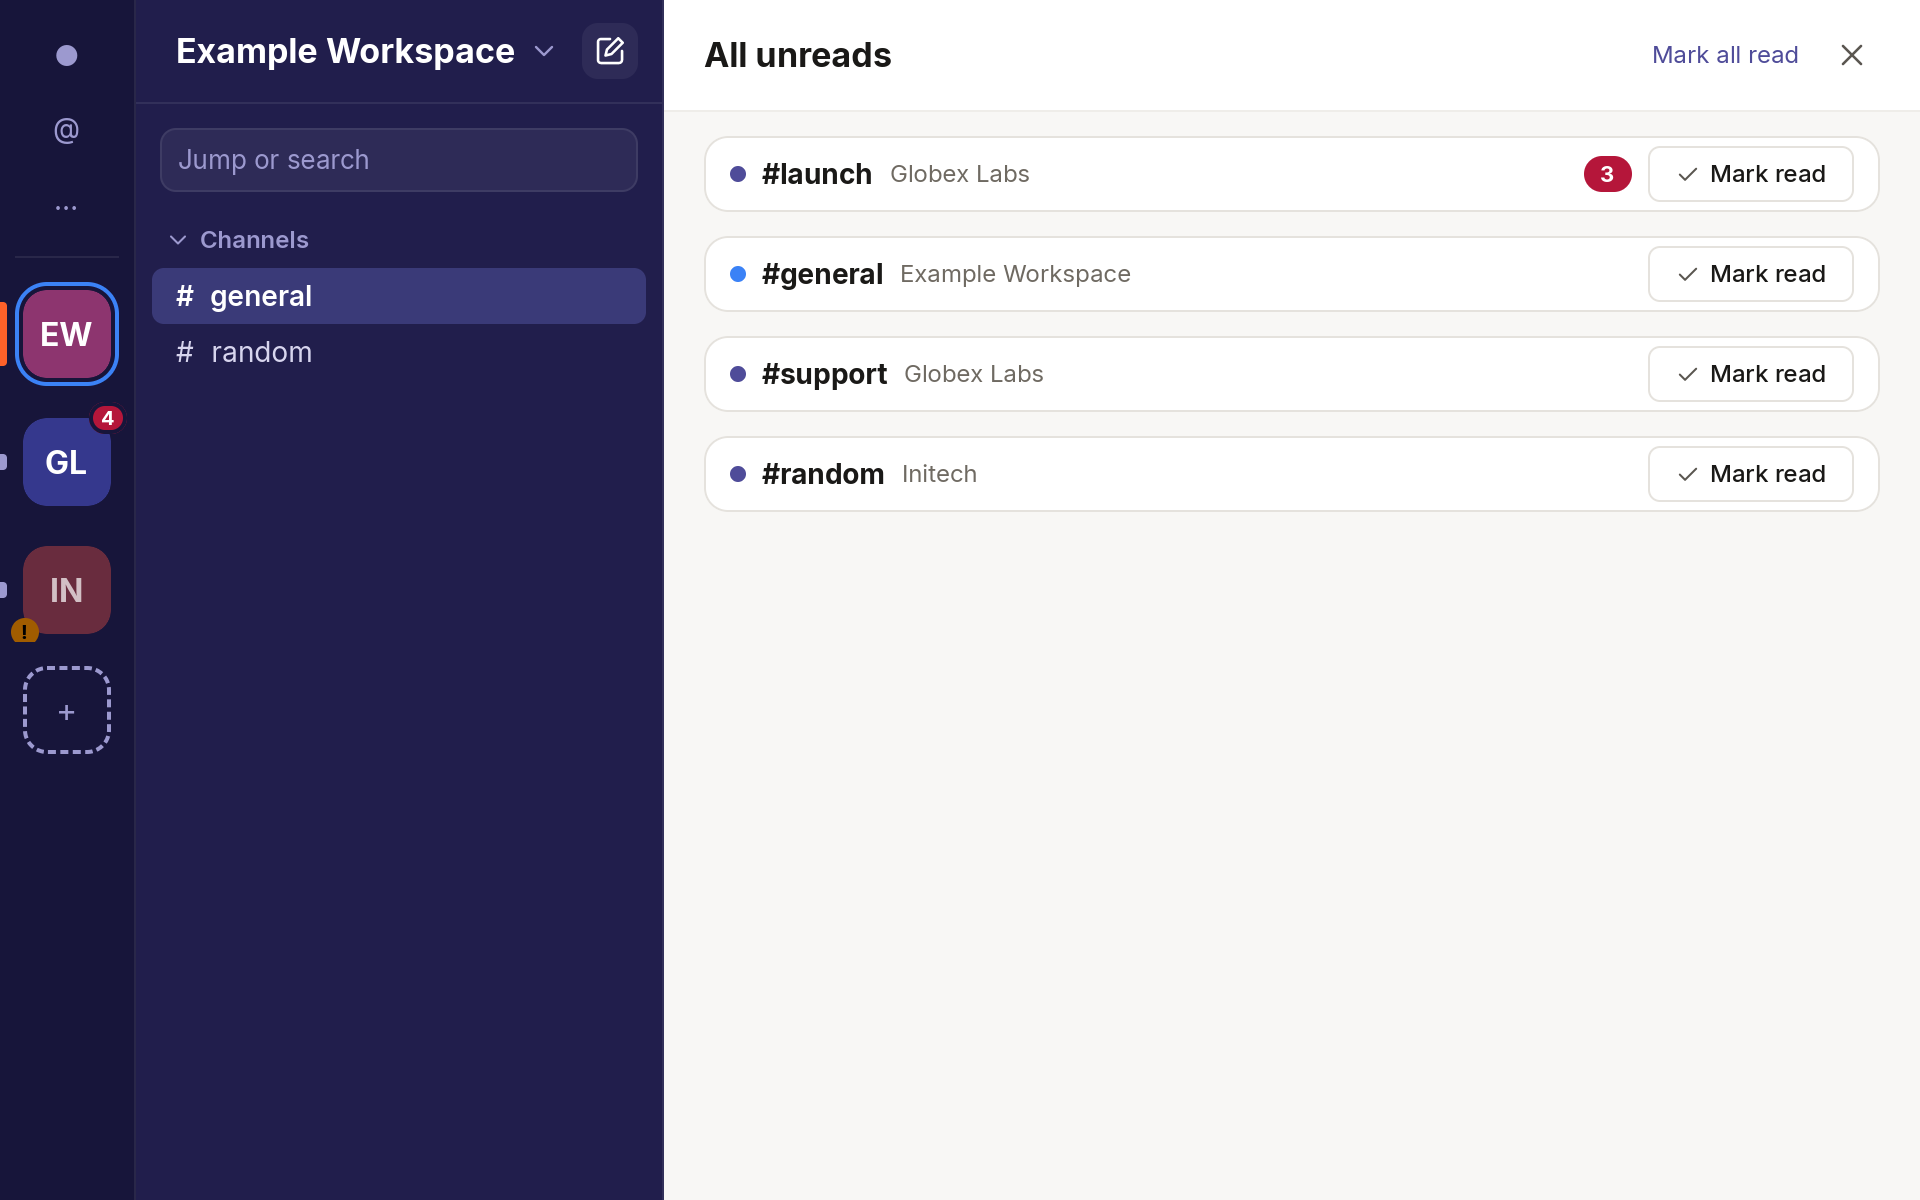 @
...
EW
4
GL
IN
!
+
Example Workspace
Jump or search
Channels
# general
# random
All unreads
Mark all read
#launch Globex Labs 3 Mark read
#general Example Workspace Mark read
#support Globex Labs Mark read
#random Initech Mark read